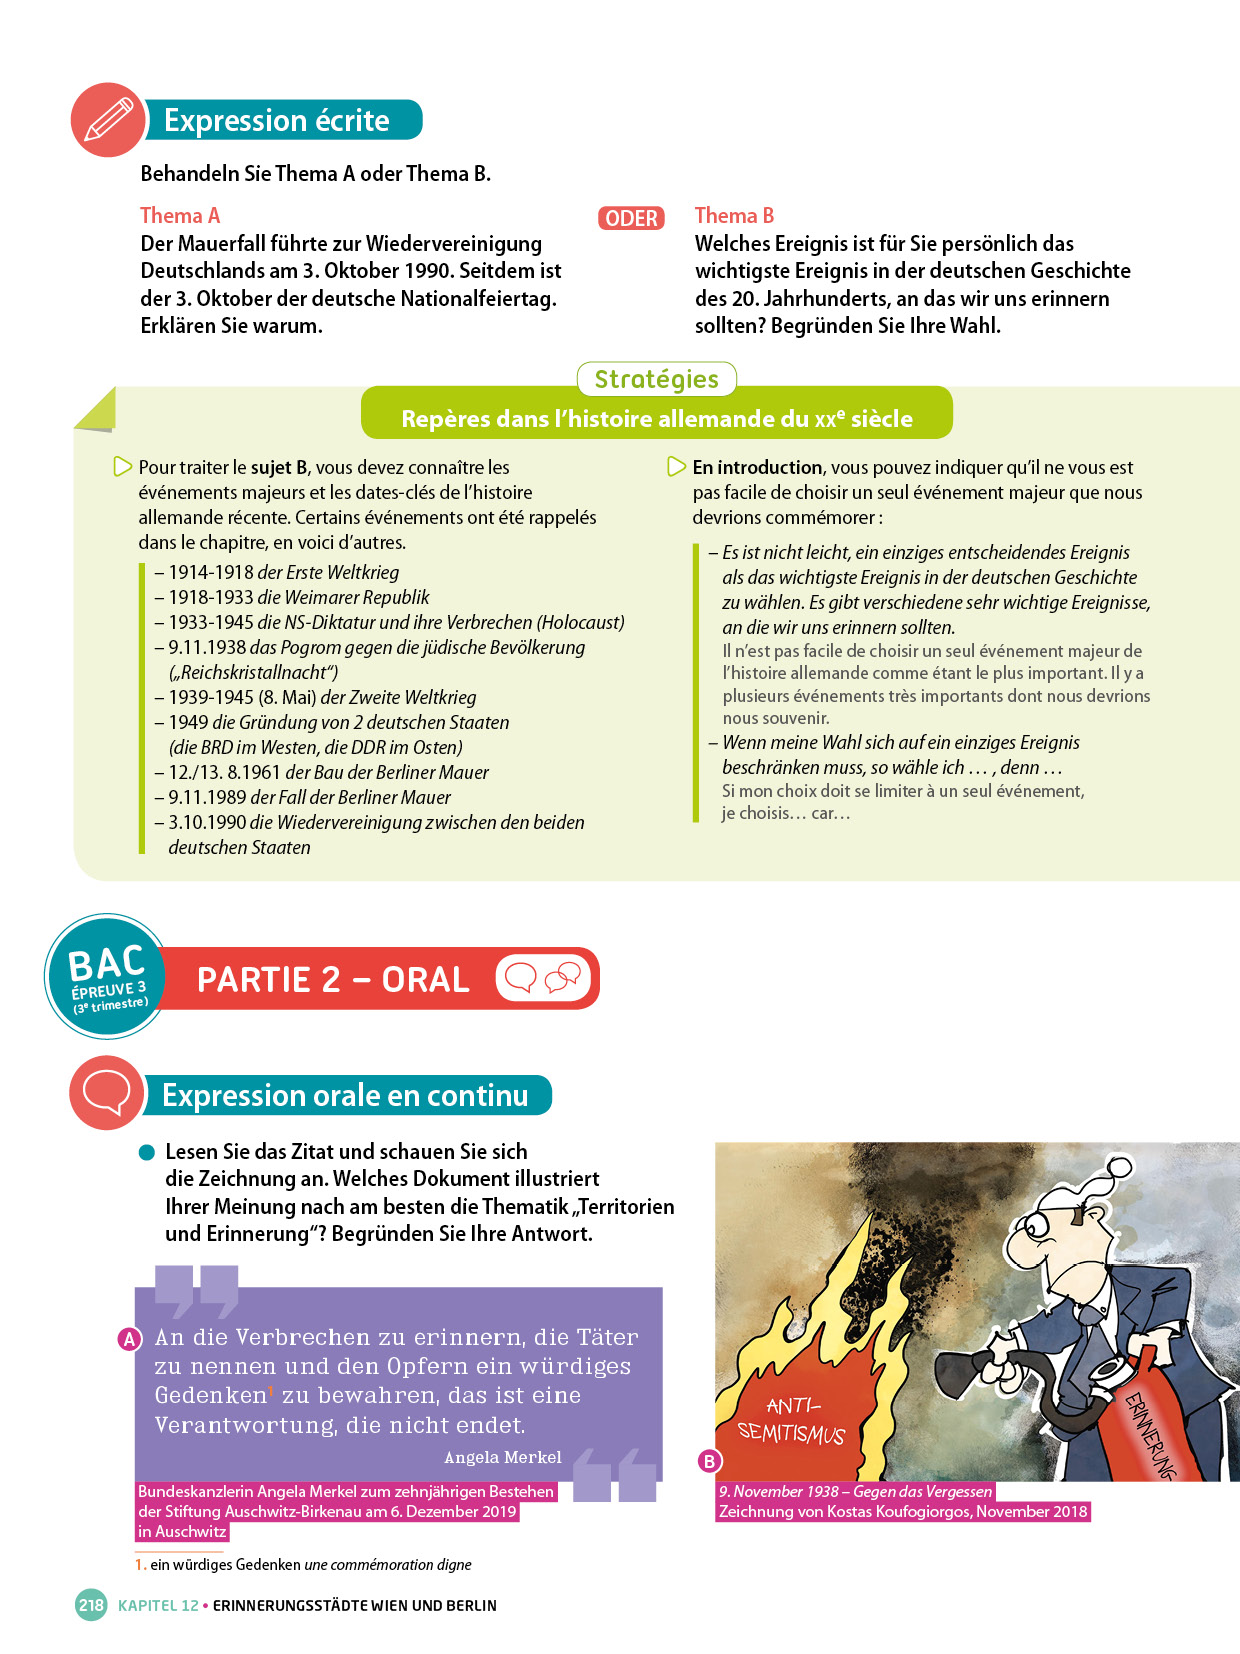 Expression écrite
Behandeln Sie Thema A oder Thema B.
Thema A
Der Mauerfall führte zur Wiedervereinigung
Deutschlands am 3. Oktober 1990. Seitdem ist
der 3. Oktober der deutsche Nationalfeiertag.
Erklären Sie warum.
ODER
Thema B
Welches Ereignis ist für Sie persönlich das
wichtigste Ereignis in der deutschen Geschichte
des 20. Jahrhunderts, an das wir uns erinnern
sollten? Begründen Sie Ihre Wahl.
Stratégies
Repères dans l’histoire allemande du XXe siècle
Pour traiter le sujet B, vous devez connaître les
événements majeurs et les dates-clés de l’histoire
allemande récente. Certains événements ont été rappelés
dans le chapitre, en voici d’autres.
– 1914-1918 der Erste Weltkrieg
– 1918-1933 die Weimarer Republik
– 1933-1945 die NS-Diktatur und ihre Verbrechen (Holocaust)
– 9.11.1938 das Pogrom gegen die jüdische Bevölkerung
(„Reichskristallnacht“)
– 1939-1945 (8. Mai) der Zweite Weltkrieg
– 1949 die Gründung von 2 deutschen Staaten
(die BRD im Westen, die DDR im Osten)
– 12./13. 8.1961 der Bau der Berliner Mauer
– 9.11.1989 der Fall der Berliner Mauer
– 3.10.1990 die Wiedervereinigung zwischen den beiden
deutschen Staaten
En introduction, vous pouvez indiquer qu’il ne vous est
pas facile de choisir un seul événement majeur que nous
devrions commémorer :
– Es ist nicht leicht, ein einziges entscheidendes Ereignis
als das wichtigste Ereignis in der deutschen Geschichte
zu wählen. Es gibt verschiedene sehr wichtige Ereignisse,
an die wir uns erinnern sollten.
Il n’est pas facile de choisir un seul événement majeur de
l’histoire allemande comme étant le plus important. Il y a
plusieurs événements très importants dont nous devrions
nous souvenir.
– Wenn meine Wahl sich auf ein einziges Ereignis
beschränken muss, so wähle ich … , denn …
Si mon choix doit se limiter à un seul événement,
je choisis… car…
BAC
ÉPREUVE 3
(3e trimestre)
PARTIE 2 – ORAL
Expression orale en continu
Lesen Sie das Zitat und schauen Sie sich
die Zeichnung an. Welches Dokument illustriert
Ihrer Meinung nach am besten die Thematik „Territorien
und Erinnerung“? Begründen Sie Ihre Antwort.
A
An die Verbrechen zu erinnern, die Täter
zu nennen und den Opfern ein würdiges
Gedenken1 zu bewahren, das ist eine
Verantwortung, die nicht endet.
Angela Merkel
Bundeskanzlerin Angela Merkel zum zehnjährigen Bestehen
der Stiftung Auschwitz-Birkenau am 6. Dezember 2019
in Auschwitz
1. ein würdiges Gedenken une commémoration digne
ANTI-
SEMITISMUS
ERINNERUNG
B
9. November 1938 – Gegen das Vergessen
Zeichnung von Kostas Koufogiorgos, November 2018
218 KAPITEL 12 • ERINNERUNGSSTÄDTE WIEN UND BERLIN